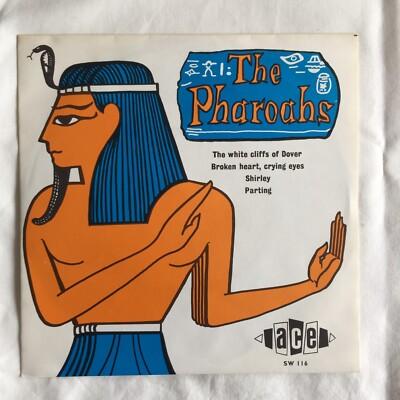 The
Pharoahs
The white cliffs of Dover
Broken heart, crying eyes
Shirley
Parting
ace
SW 116